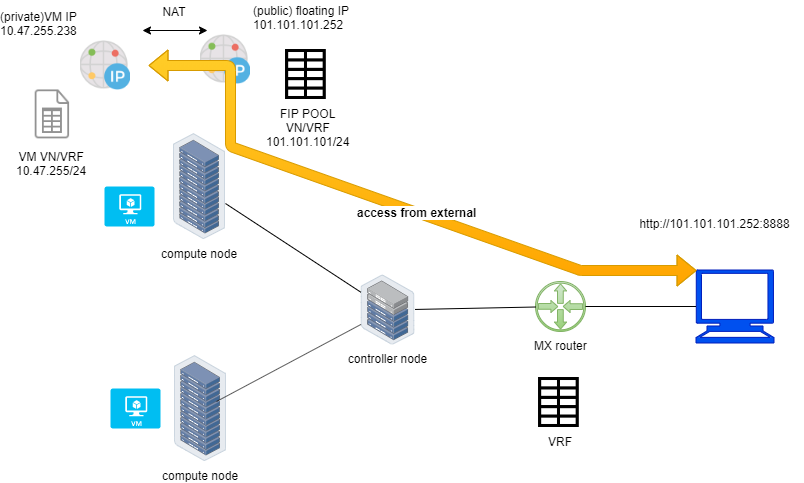 (private)VM IP
10.47.255.238
NAT
(public) floating IP
101.101.101.252
IP
IP
FIP POOL
VN/VRF
101.101.101/24
VM VN/VRF
10.47.255/24
VM
compute node
access from external
http://101.101.101.252:8888
controller node
MX router
VRF
VM
compute node